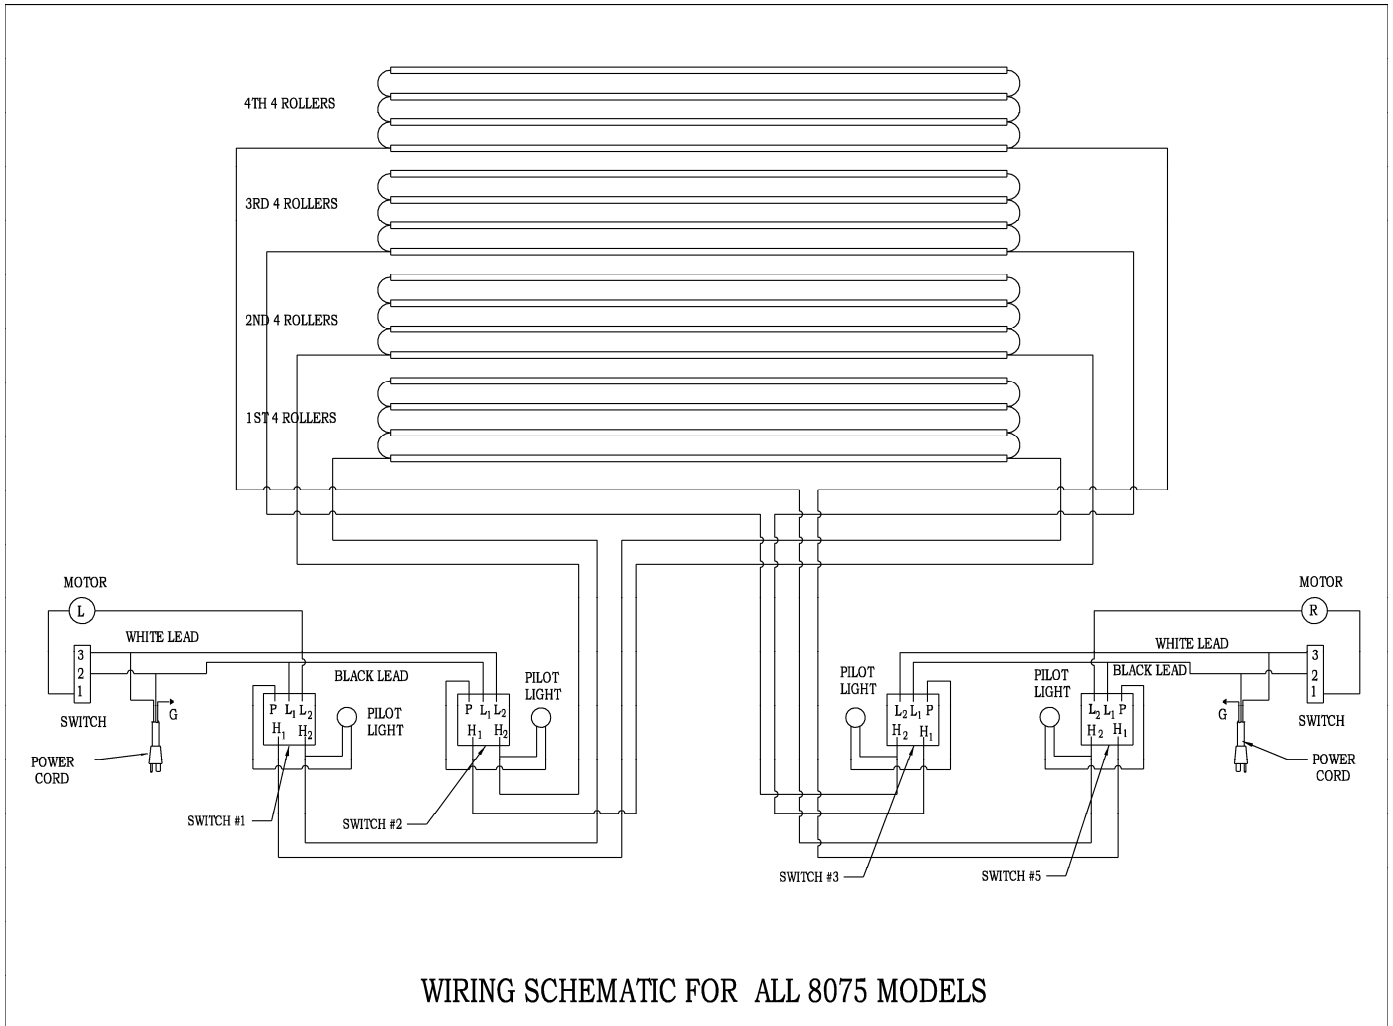 4TH 4 ROLLERS
3RD 4 ROLLERS
2ND 4 ROLLERS
1ST 4 ROLLERS
MOTOR
L
WHITE LEAD
3
2
1
SWITCH
G
POWER
CORD
BLACK LEAD
P L1 L2
H1 H2
PILOT
LIGHT
SWITCH #1
P L1 L2
H1 H2
PILOT
LIGHT
SWITCH #2
PILOT
LIGHT
L2 L1 P
H2 H1
SWITCH #3
PILOT
LIGHT
L2 L1 P
H2 H1
SWITCH #5
MOTOR
R
WHITE LEAD
BLACK LEAD
3
2
1
SWITCH
G
POWER
CORD
WIRING SCHEMATIC FOR ALL 8075 MODELS